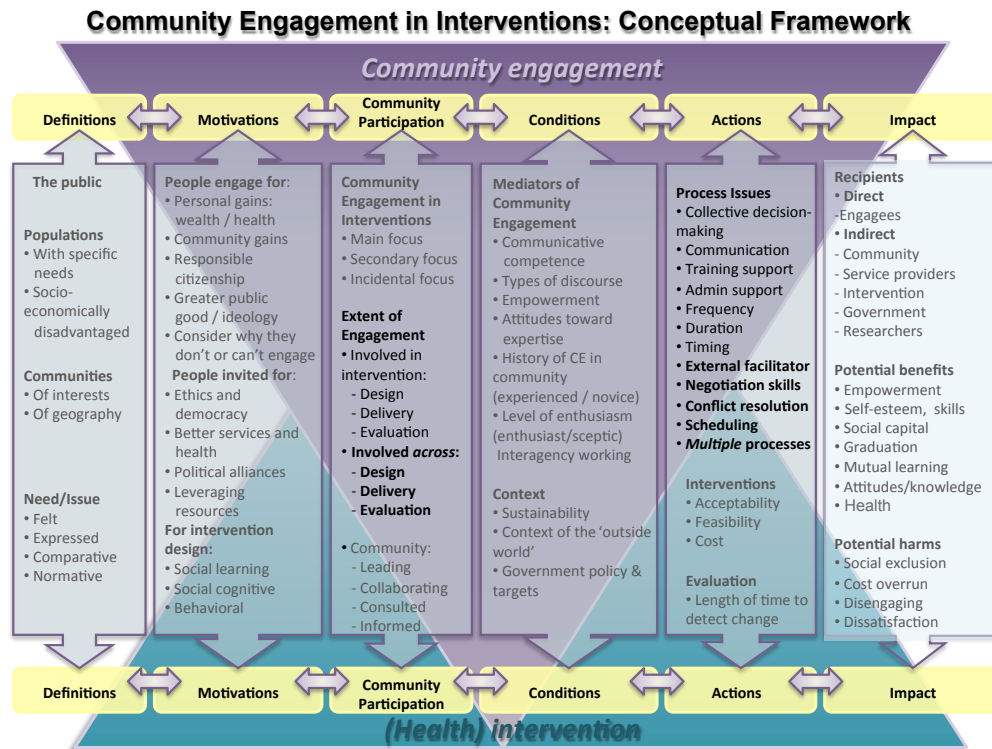 Community Engagement in Interventions: Conceptual Framework
Community engagement
Definitions
Motivations
Community
Participation
Conditions
Actions
Impact
The public
Populations
• With specific
needs
• Socio-
economically
disadvantaged
Communities
• Of interests
• Of geography
Need/Issue
• Felt
• Expressed
• Comparative
• Normative
People engage for:
• Personal gains:
wealth / health
• Community gains
• Responsible
citizenship
• Greater public
good / ideology
• Consider why they
don't or can't engage
People invited for:
• Ethics and
democracy
• Better services and
health
• Political alliances
• Leveraging
resources
For intervention
design:
• Social learning
• Social cognitive
• Behavioral
Community
Engagement in
Interventions
• Main focus
• Secondary focus
• Incidental focus
Extent of
Engagement
• Involved in
intervention:
- Design
- Delivery
- Evaluation
• Involved across:
- Design
- Delivery
- Evaluation
• Community:
- Leading
- Collaborating
- Consulted
- Informed
Mediators of
Community
Engagement
• Communicative
competence
• Types of discourse
• Empowerment
• Attitudes toward
expertise
• History of CE in
community
(experienced / novice)
• Level of enthusiasm
(enthusiast/sceptic)
Interagency working
Context
• Sustainability
• Context of the 'outside
world'
• Government policy &
targets
Process Issues
• Collective decision-
making
• Communication
• Training support
• Admin support
• Frequency
• Duration
• Timing
• External facilitator
• Negotiation skills
• Conflict resolution
• Scheduling
• Multiple processes
Interventions
• Acceptability
• Feasibility
• Cost
Evaluation
• Length of time to
detect change
Recipients
• Direct
-Engagees
• Indirect
- Community
- Service providers
- Intervention
- Government
- Researchers
Potential benefits
• Empowerment
• Self-esteem, skills
• Social capital
• Graduation
• Mutual learning
• Attitudes/knowledge
• Health
Potential harms
• Social exclusion
• Cost overrun
• Disengaging
• Dissatisfaction
Definitions
Motivations
Community
Participation
Conditions
Actions
Impact
(Health) intervention